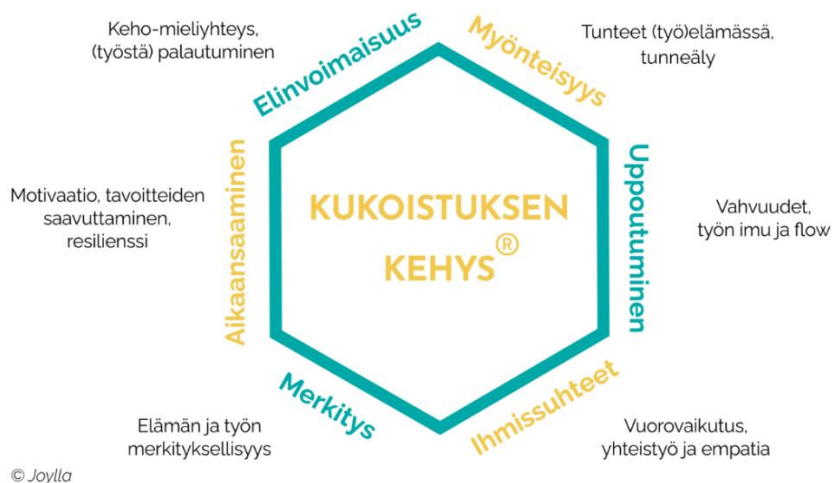 Keho-mieliyhteys,
(työstä) palautuminen
Elinvoimaisuus
Myönteisyys
Tunteet (työ)elämässä,
tunneäly
Motivaatio, tavoitteiden
saavuttaminen,
resilienssi
Aikaansaaminen
KUKOISTUKSEN
KEHYS®
Uppoutuminen
Vahvuudet,
työn imu ja flow
Elämän ja työn
merkityksellisyys
Merkitys
Ihmissuhteet
Vuorovaikutus,
yhteistyö ja empatia
© Joylla